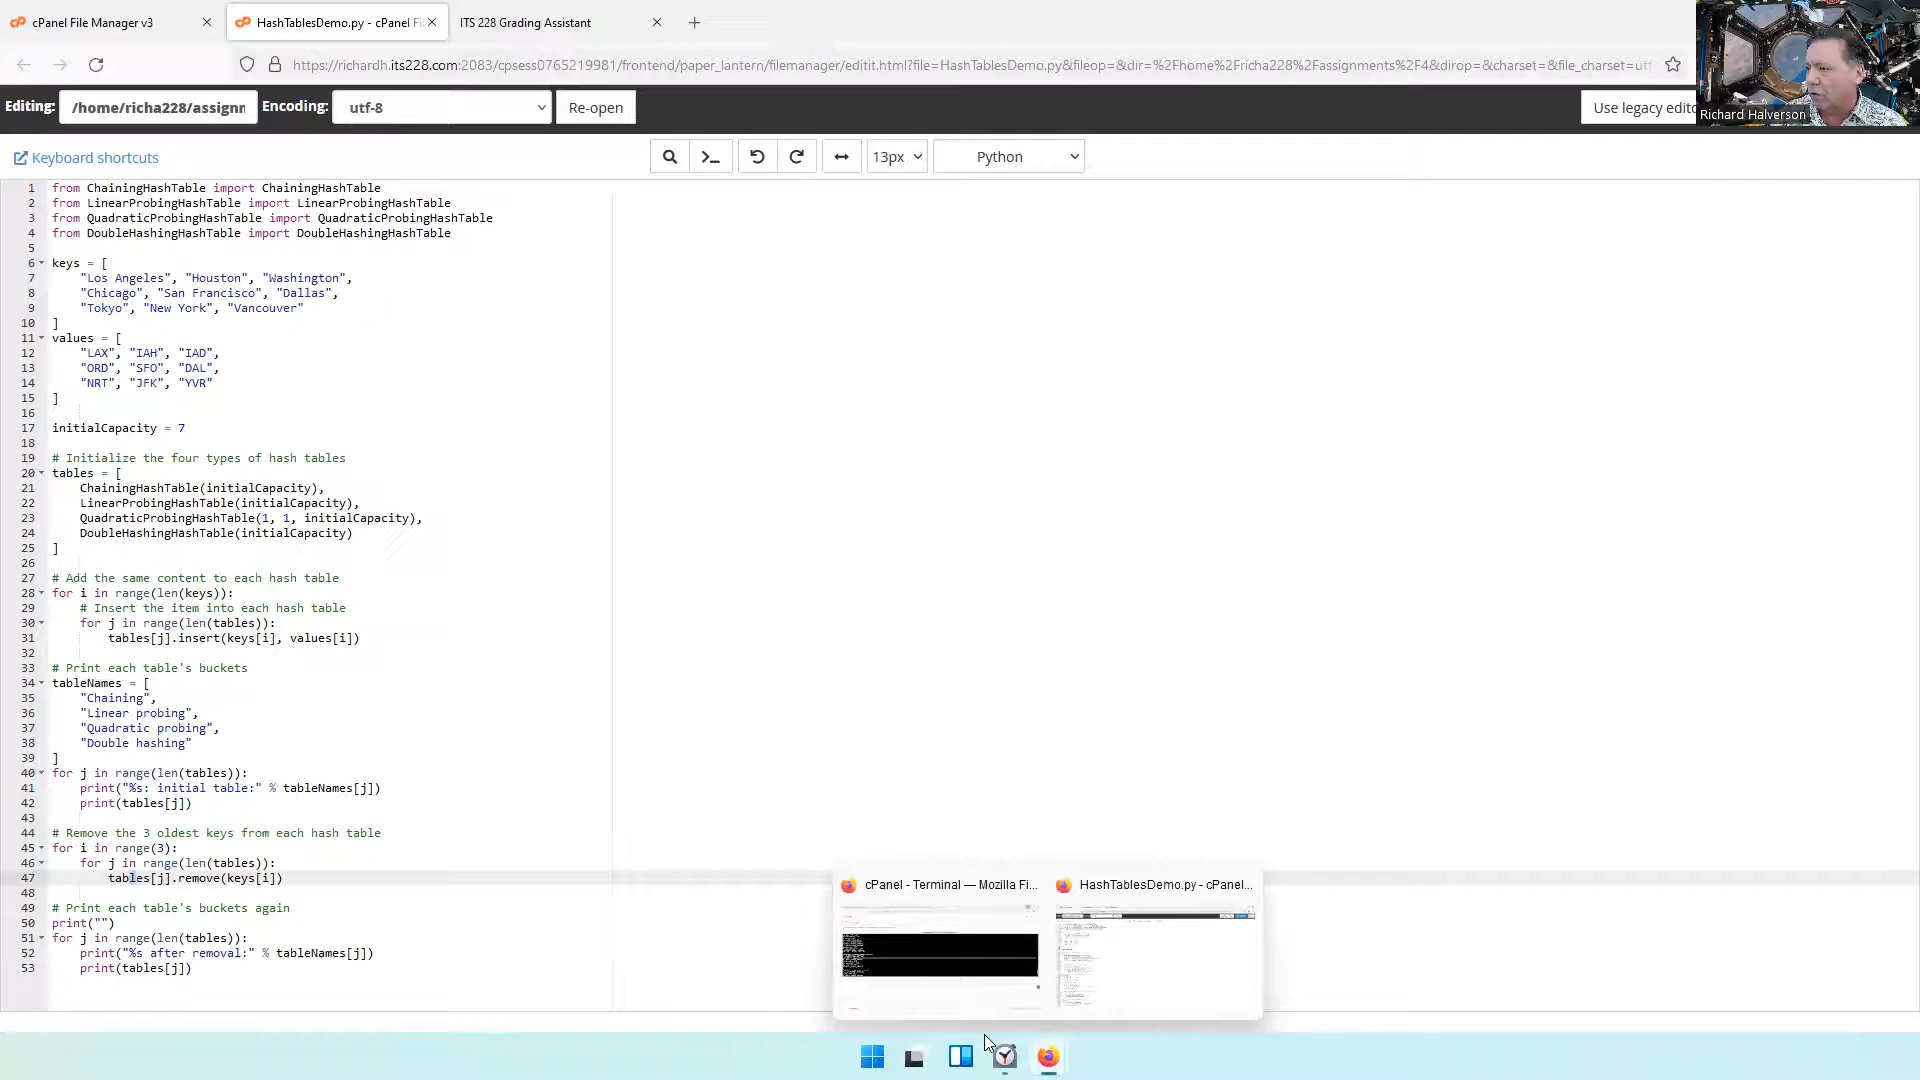 cPanel File Manager v3
HashTablesDemo.py - cPanel Fi
ITS 228 Grading Assistant
https://richardh.its228.com:2083/cpsess0765219981/frontend/paper_lantern/filemanager/editit.html?file=HashTablesDemo.py&fileop=&dir=%2Fhome%2Fricha228%2Fassignments%2F4&dirop=&charset=&file_charset=ut
Richard Halverson
Editing: /home/richa228/assignn Encoding: utf-8 Re-open Use legacy edito
Keyboard shortcuts 13px Python
1 from ChainingHashTable import ChainingHashTable
2 from LinearProbingHashTable import LinearProbingHashTable
3 from QuadraticProbingHashTable import QuadraticProbingHashTable
4 from DoubleHashingHashTable import DoubleHashingHashTable
5
6 keys = [
7     "Los Angeles", "Houston", "Washington",
8     "Chicago", "San Francisco", "Dallas",
9     "Tokyo", "New York", "Vancouver"
10 ]
11 values = [
12     "LAX", "IAH", "IAD",
13     "ORD", "SFO", "DAL",
14     "NRT", "JFK", "YVR"
15 ]
16
17 initialCapacity = 7
18
19 # Initialize the four types of hash tables
20 tables = [
21     ChainingHashTable(initialCapacity),
22     LinearProbingHashTable(initialCapacity),
23     QuadraticProbingHashTable(1, 1, initialCapacity),
24     DoubleHashingHashTable(initialCapacity)
25 ]
26
27 # Add the same content to each hash table
28 for i in range(len(keys)):
29     # Insert the item into each hash table
30     for j in range(len(tables)):
31         tables[j].insert(keys[i], values[i])
32
33 # Print each table's buckets
34 tableNames = [
35     "Chaining",
36     "Linear probing",
37     "Quadratic probing",
38     "Double hashing"
39 ]
40 for j in range(len(tables)):
41     print("%s: initial table:" % tableNames[j])
42     print(tables[j])
43
44 # Remove the 3 oldest keys from each hash table
45 for i in range(3):
46     for j in range(len(tables)):
47         tables[j].remove(keys[i])
48
49 # Print each table's buckets again
50 print("")
51 for j in range(len(tables)):
52     print("%s after removal:" % tableNames[j])
53     print(tables[j])
cPanel - Terminal — Mozilla Fi...
HashTablesDemo.py - cPanel...